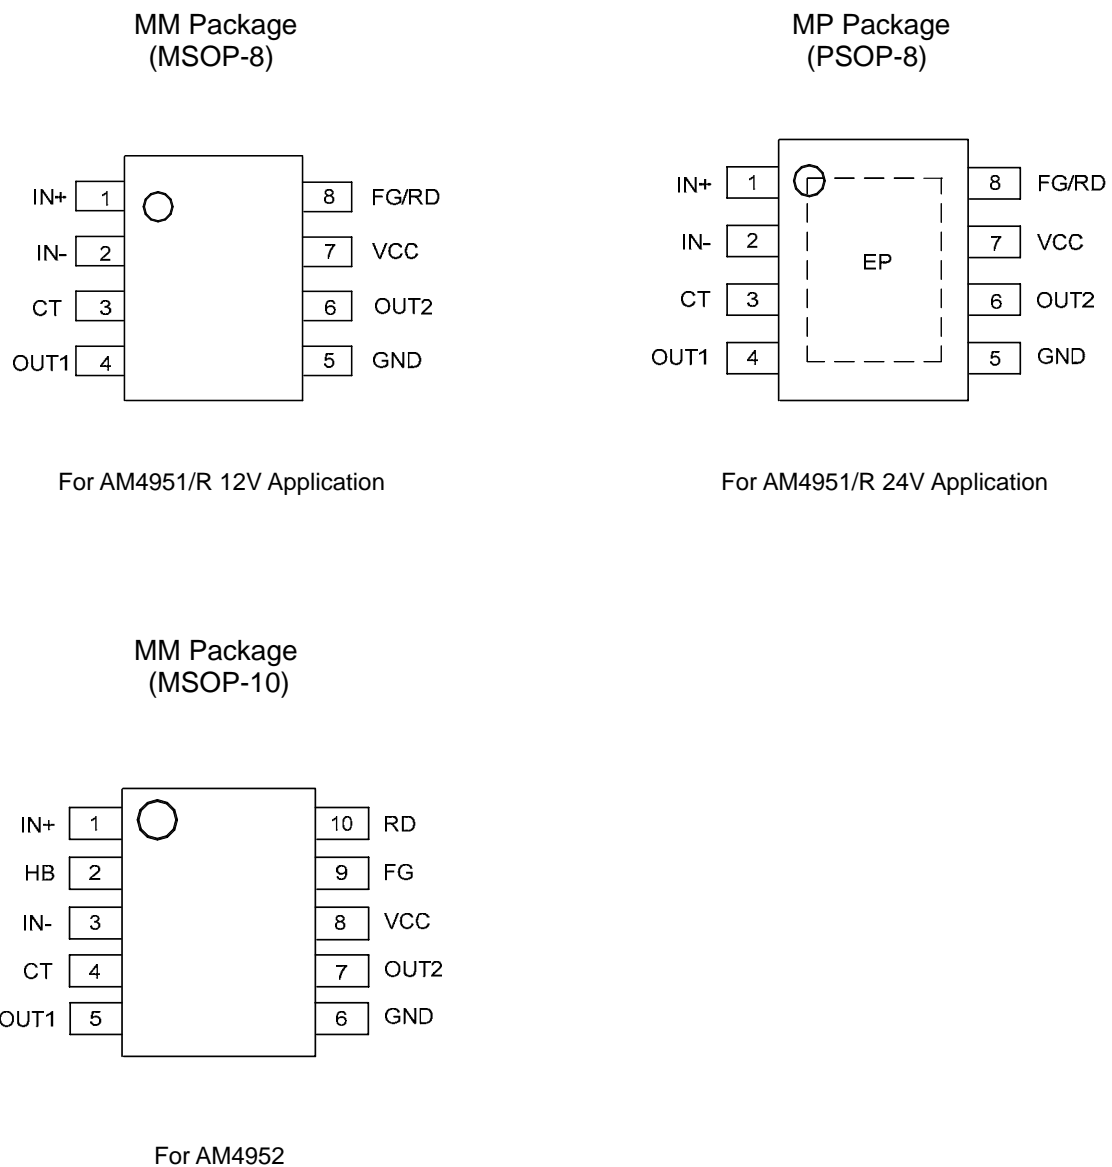 MM Package
(MSOP-8)
IN+ 1 8 FG/RD
IN- 2 7 VCC
CT 3 6 OUT2
OUT1 4 5 GND
For AM4951/R 12V Application
MP Package
(PSOP-8)
IN+ 1 8 FG/RD
IN- 2 7 VCC
EP
CT 3 6 OUT2
OUT1 4 5 GND
For AM4951/R 24V Application
MM Package
(MSOP-10)
IN+ 1 10 RD
HB 2 9 FG
IN- 3 8 VCC
CT 4 7 OUT2
OUT1 5 6 GND
For AM4952